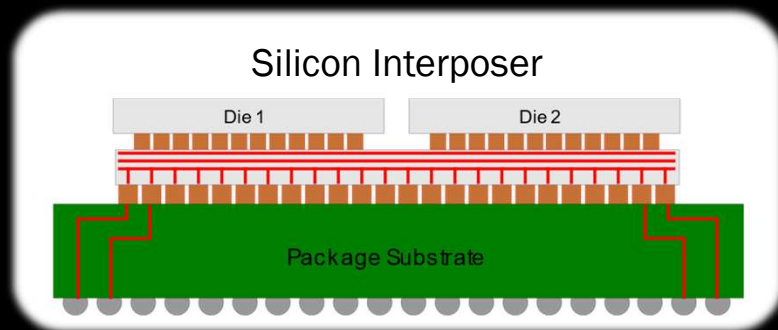 Silicon Interposer
Die 1
Die 2
Package Substrate